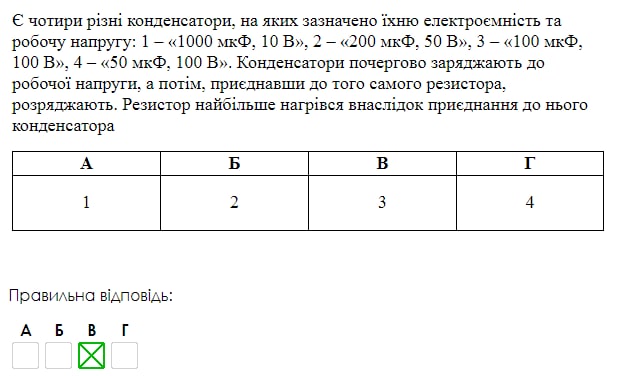 Є чотири різні конденсатори, на яких зазначено їхню електроємність та
робочу напругу: 1 – «1000 мкФ, 10 В», 2 – «200 мкФ, 50 В», 3 – «100 мкФ,
100 В», 4 – «50 мкФ, 100 В». Конденсатори почергово заряджають до
робочої напруги, а потім, приєднавши до того самого резистора,
розряджають. Резистор найбільше нагрівся внаслідок приєднання до нього
конденсатора
А Б В Г
1 2 3 4
Правильна відповідь:
А Б В Г